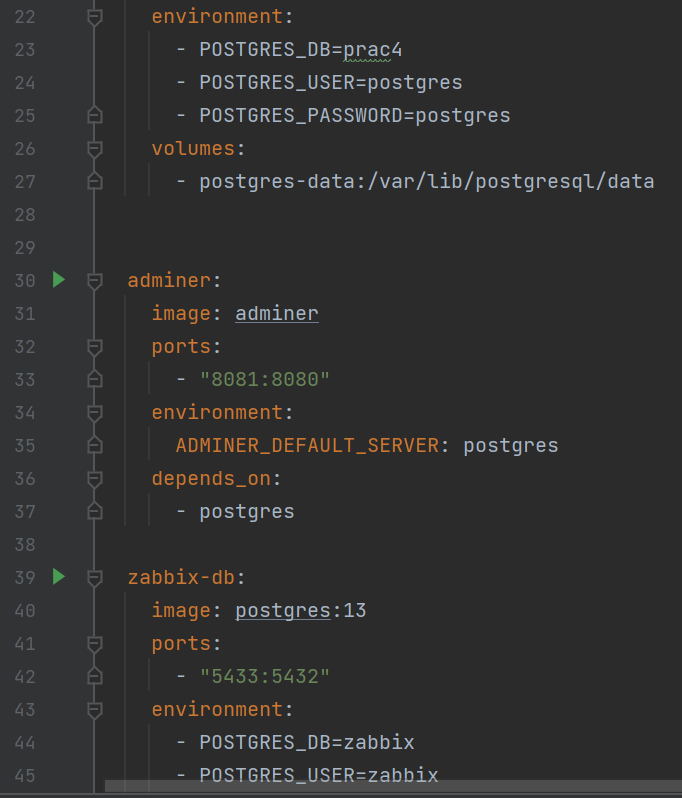 22 environment:
23 - POSTGRES_DB=prac4
24 - POSTGRES_USER=postgres
25 - POSTGRES_PASSWORD=postgres
26 volumes:
27 - postgres-data:/var/lib/postgresql/data
28
29
30 adminer:
31 image: adminer
32 ports:
33 - "8081:8080"
34 environment:
35 ADMINER_DEFAULT_SERVER: postgres
36 depends_on:
37 - postgres
38
39 zabbix-db:
40 image: postgres:13
41 ports:
42 - "5433:5432"
43 environment:
44 - POSTGRES_DB=zabbix
45 - POSTGRES_USER=zabbix